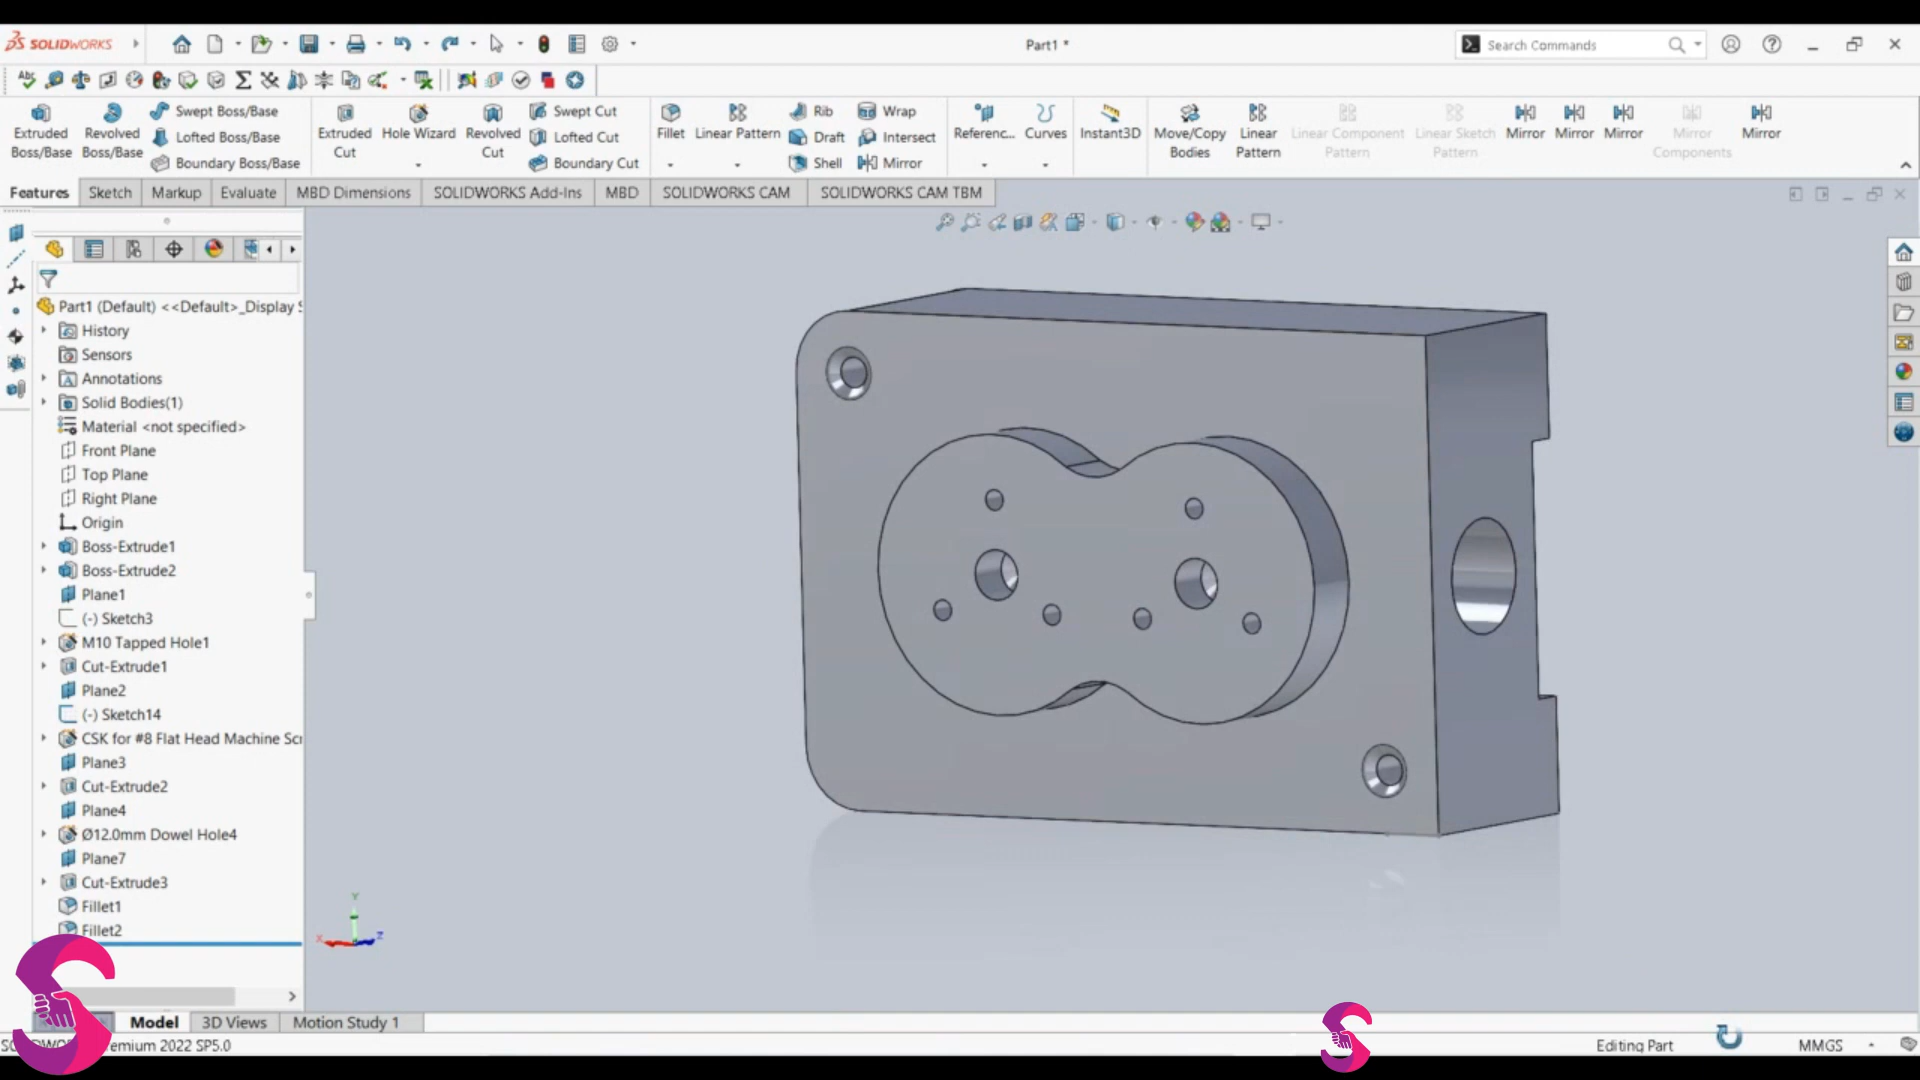 SOLIDWORKS
Part1 *
Search Commands
Extruded Boss/Base
Revolved Boss/Base
Swept Boss/Base
Lofted Boss/Base
Boundary Boss/Base
Extruded Cut
Hole Wizard
Revolved Cut
Swept Cut
Lofted Cut
Boundary Cut
Fillet
Linear Pattern
Rib
Draft
Shell
Wrap
Intersect
Mirror
Referenc...
Curves
Instant3D
Move/Copy Bodies
Linear Pattern
Linear Component Pattern
Linear Sketch Pattern
Mirror
Mirror
Mirror
Mirror Components
Mirror
Features
Sketch
Markup
Evaluate
MBD Dimensions
SOLIDWORKS Add-Ins
MBD
SOLIDWORKS CAM
SOLIDWORKS CAM TBM
Part1 (Default) <<Default>_Display S
History
Sensors
Annotations
Solid Bodies(1)
Material <not specified>
Front Plane
Top Plane
Right Plane
Origin
Boss-Extrude1
Boss-Extrude2
Plane1
(-) Sketch3
M10 Tapped Hole1
Cut-Extrude1
Plane2
(-) Sketch14
CSK for #8 Flat Head Machine Scr
Plane3
Cut-Extrude2
Plane4
Ø12.0mm Dowel Hole4
Plane7
Cut-Extrude3
Fillet1
Fillet2
Y
X
Z
Model
3D Views
Motion Study 1
emium 2022 SP5.0
Editing Part
MMGS